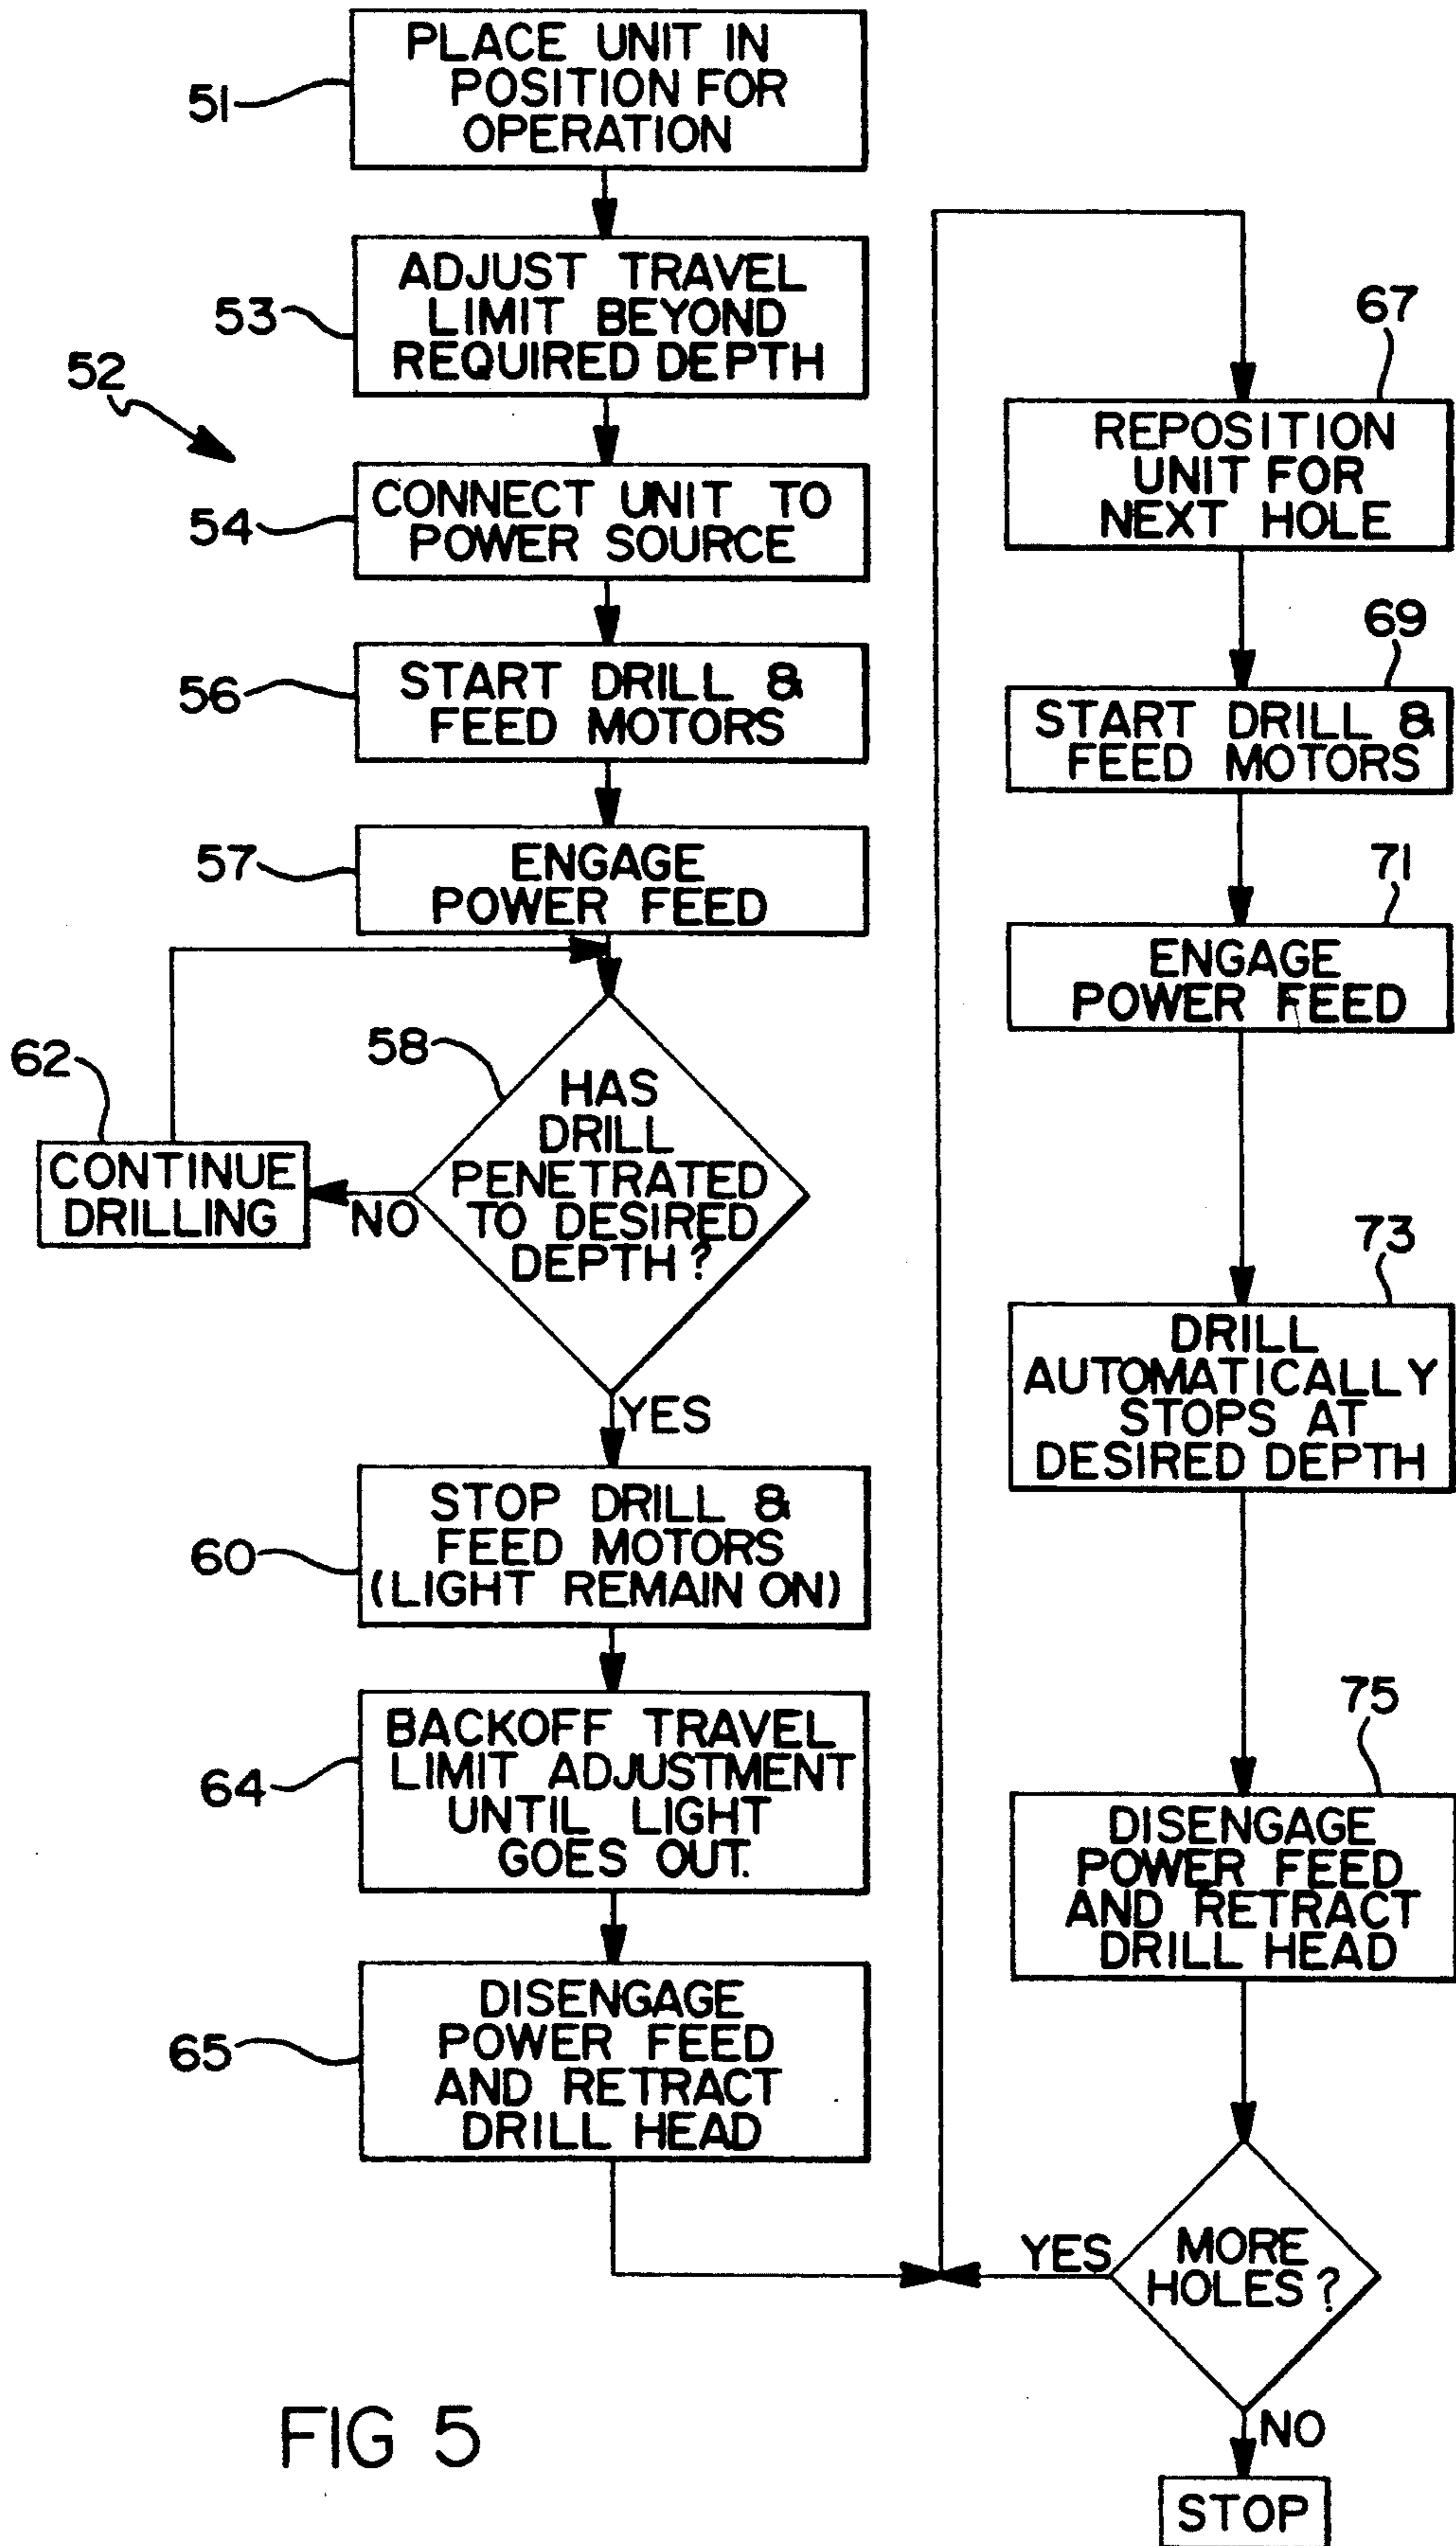 51
PLACE UNIT IN
POSITION FOR
OPERATION
53
ADJUST TRAVEL
LIMIT BEYOND
REQUIRED DEPTH
52
54
CONNECT UNIT TO
POWER SOURCE
56
START DRILL &
FEED MOTORS
57
ENGAGE
POWER FEED
58
HAS
DRILL
PENETRATED
TO DESIRED
DEPTH?
NO
62
CONTINUE
DRILLING
YES
60
STOP DRILL &
FEED MOTORS
(LIGHT REMAIN ON)
64
BACKOFF TRAVEL
LIMIT ADJUSTMENT
UNTIL LIGHT
GOES OUT.
65
DISENGAGE
POWER FEED
AND RETRACT
DRILL HEAD
67
REPOSITION
UNIT FOR
NEXT HOLE
69
START DRILL &
FEED MOTORS
71
ENGAGE
POWER FEED
73
DRILL
AUTOMATICALLY
STOPS AT
DESIRED DEPTH
75
DISENGAGE
POWER FEED
AND RETRACT
DRILL HEAD
YES
MORE
HOLES?
NO
STOP
FIG 5